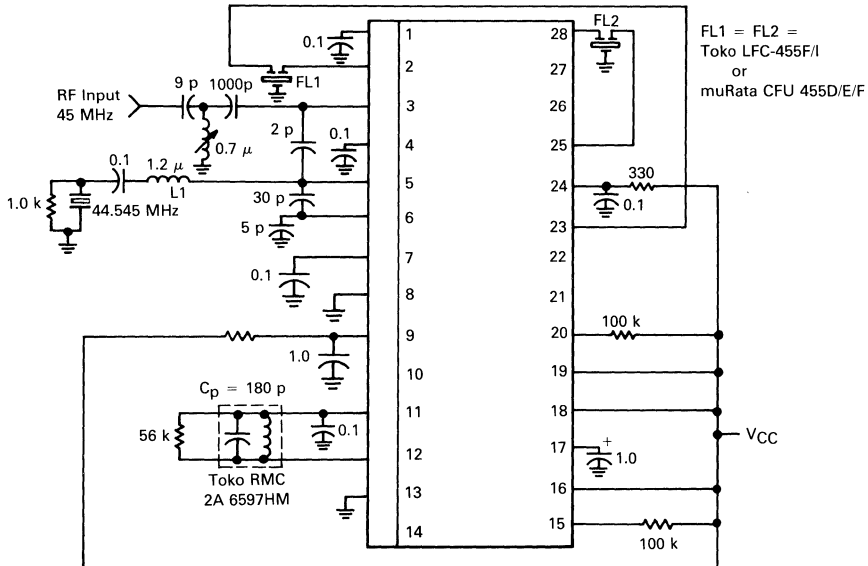 1
2
3
4
5
6
7
8
9
10
11
12
13
14
28
27
26
25
24
23
22
21
20
19
18
17
16
15
0.1
FL1
9 p
1000p
RF Input
45 MHz
0.7 μ
2 p
0.1
0.1
1.2 μ
L1
1.0 k
44.545 MHz
30 p
5 p
0.1
1.0
Cp = 180 p
56 k
0.1
Toko RMC
2A 6597HM
FL2
FL1 = FL2 =
Toko LFC-455F/I
or
muRata CFU 455D/E/F
330
0.1
100 k
VCC
+
1.0
100 k